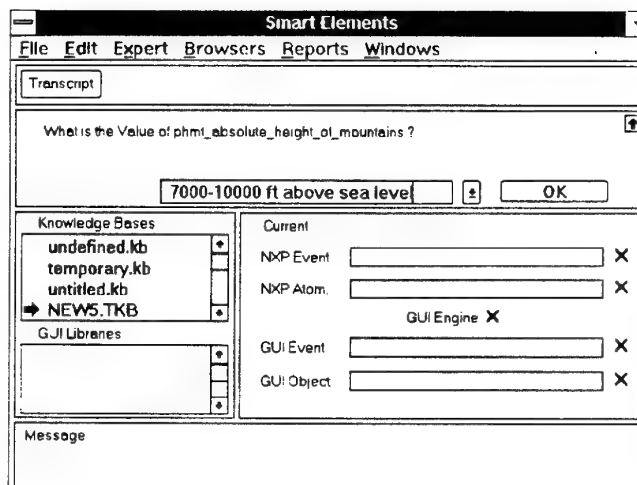 Smart Elements
File Edit Expert Browsers Reports Windows
Transcript
What is the Value of phmt_absolute_height_of_mountains ?
7000-10000 ft above sea level
OK
Knowledge Bases
undefined.kb
temporary.kb
untitled.kb
NEW5.TKB
GUI Libraries
Current
NXP Event
NXP Atom.
GUI Engine
GUI Event
GUI Object
Message